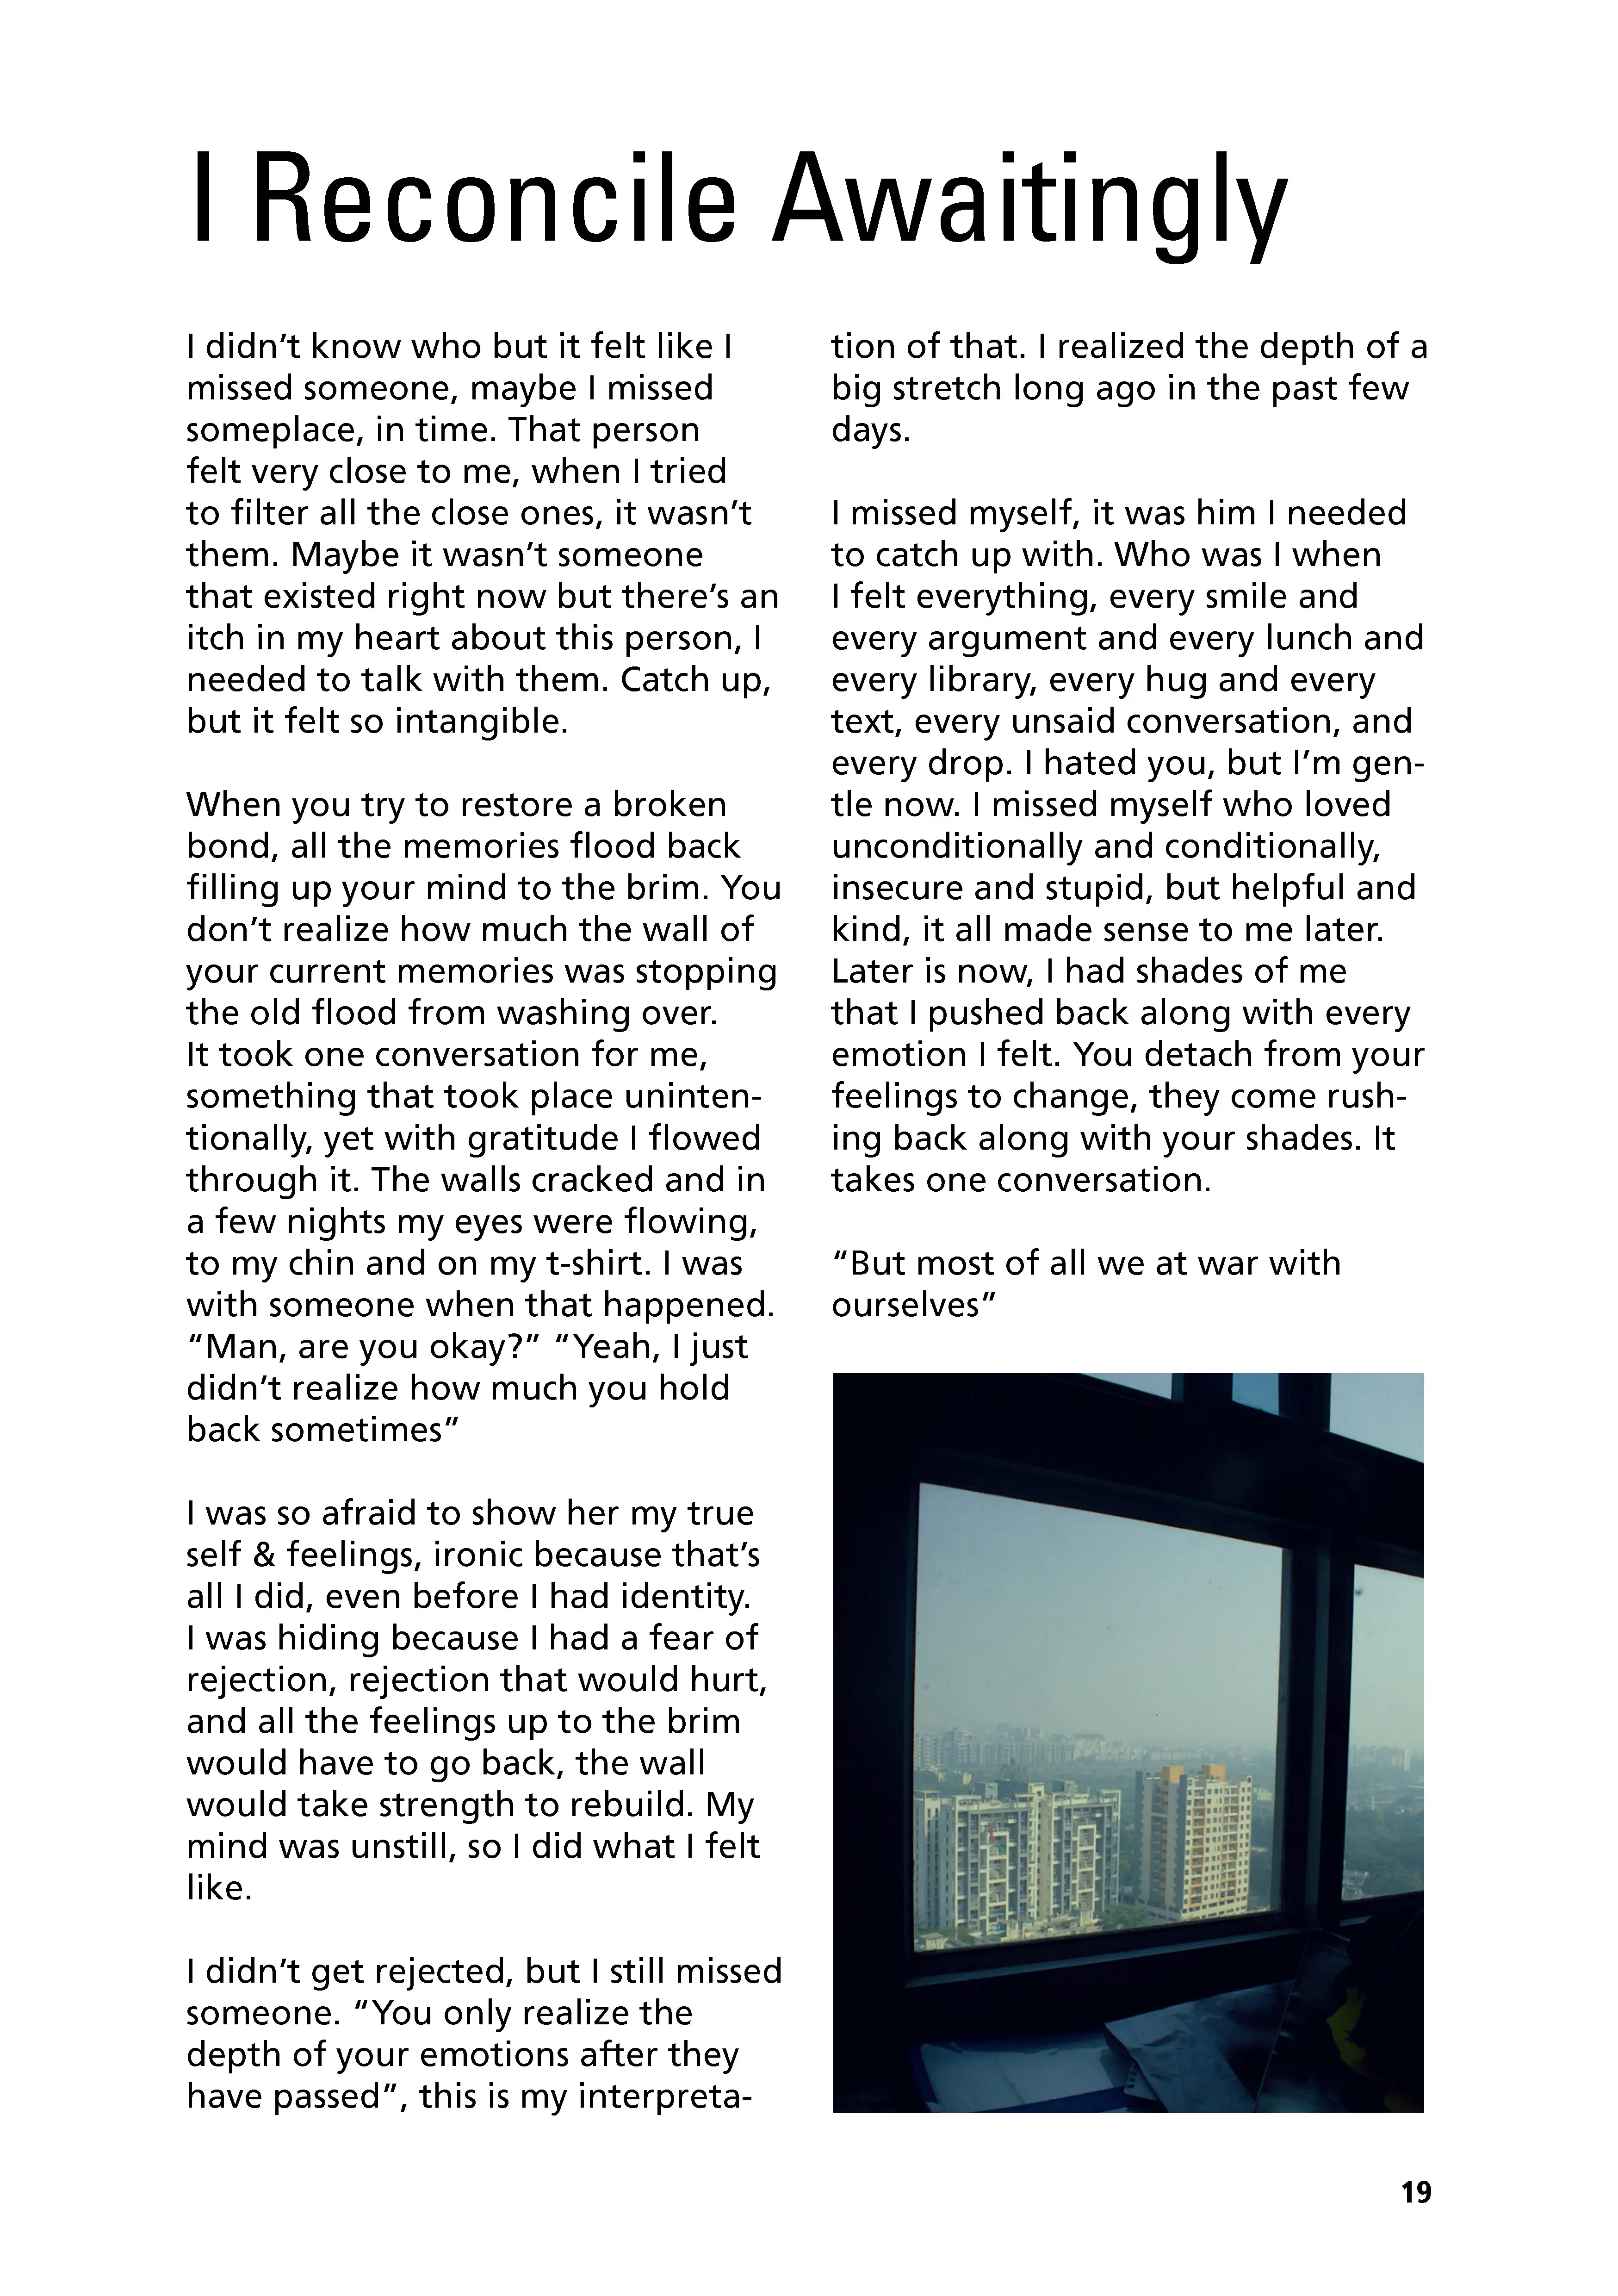 I Reconcile Awaitingly
I didn’t know who but it felt like I
missed someone, maybe I missed
someplace, in time. That person
felt very close to me, when I tried
to filter all the close ones, it wasn’t
them. Maybe it wasn’t someone
that existed right now but there’s an
itch in my heart about this person, I
needed to talk with them. Catch up,
but it felt so intangible.
When you try to restore a broken
bond, all the memories flood back
filling up your mind to the brim. You
don’t realize how much the wall of
your current memories was stopping
the old flood from washing over.
It took one conversation for me,
something that took place uninten-
tionally, yet with gratitude I flowed
through it. The walls cracked and in
a few nights my eyes were flowing,
to my chin and on my t-shirt. I was
with someone when that happened.
“Man, are you okay?” “Yeah, I just
didn’t realize how much you hold
back sometimes”
I was so afraid to show her my true
self & feelings, ironic because that’s
all I did, even before I had identity.
I was hiding because I had a fear of
rejection, rejection that would hurt,
and all the feelings up to the brim
would have to go back, the wall
would take strength to rebuild. My
mind was unstill, so I did what I felt
like.
I didn’t get rejected, but I still missed
someone. “You only realize the
depth of your emotions after they
have passed”, this is my interpreta-
tion of that. I realized the depth of a
big stretch long ago in the past few
days.
I missed myself, it was him I needed
to catch up with. Who was I when
I felt everything, every smile and
every argument and every lunch and
every library, every hug and every
text, every unsaid conversation, and
every drop. I hated you, but I’m gen-
tle now. I missed myself who loved
unconditionally and conditionally,
insecure and stupid, but helpful and
kind, it all made sense to me later.
Later is now, I had shades of me
that I pushed back along with every
emotion I felt. You detach from your
feelings to change, they come rush-
ing back along with your shades. It
takes one conversation.
“But most of all we at war with
ourselves”
19